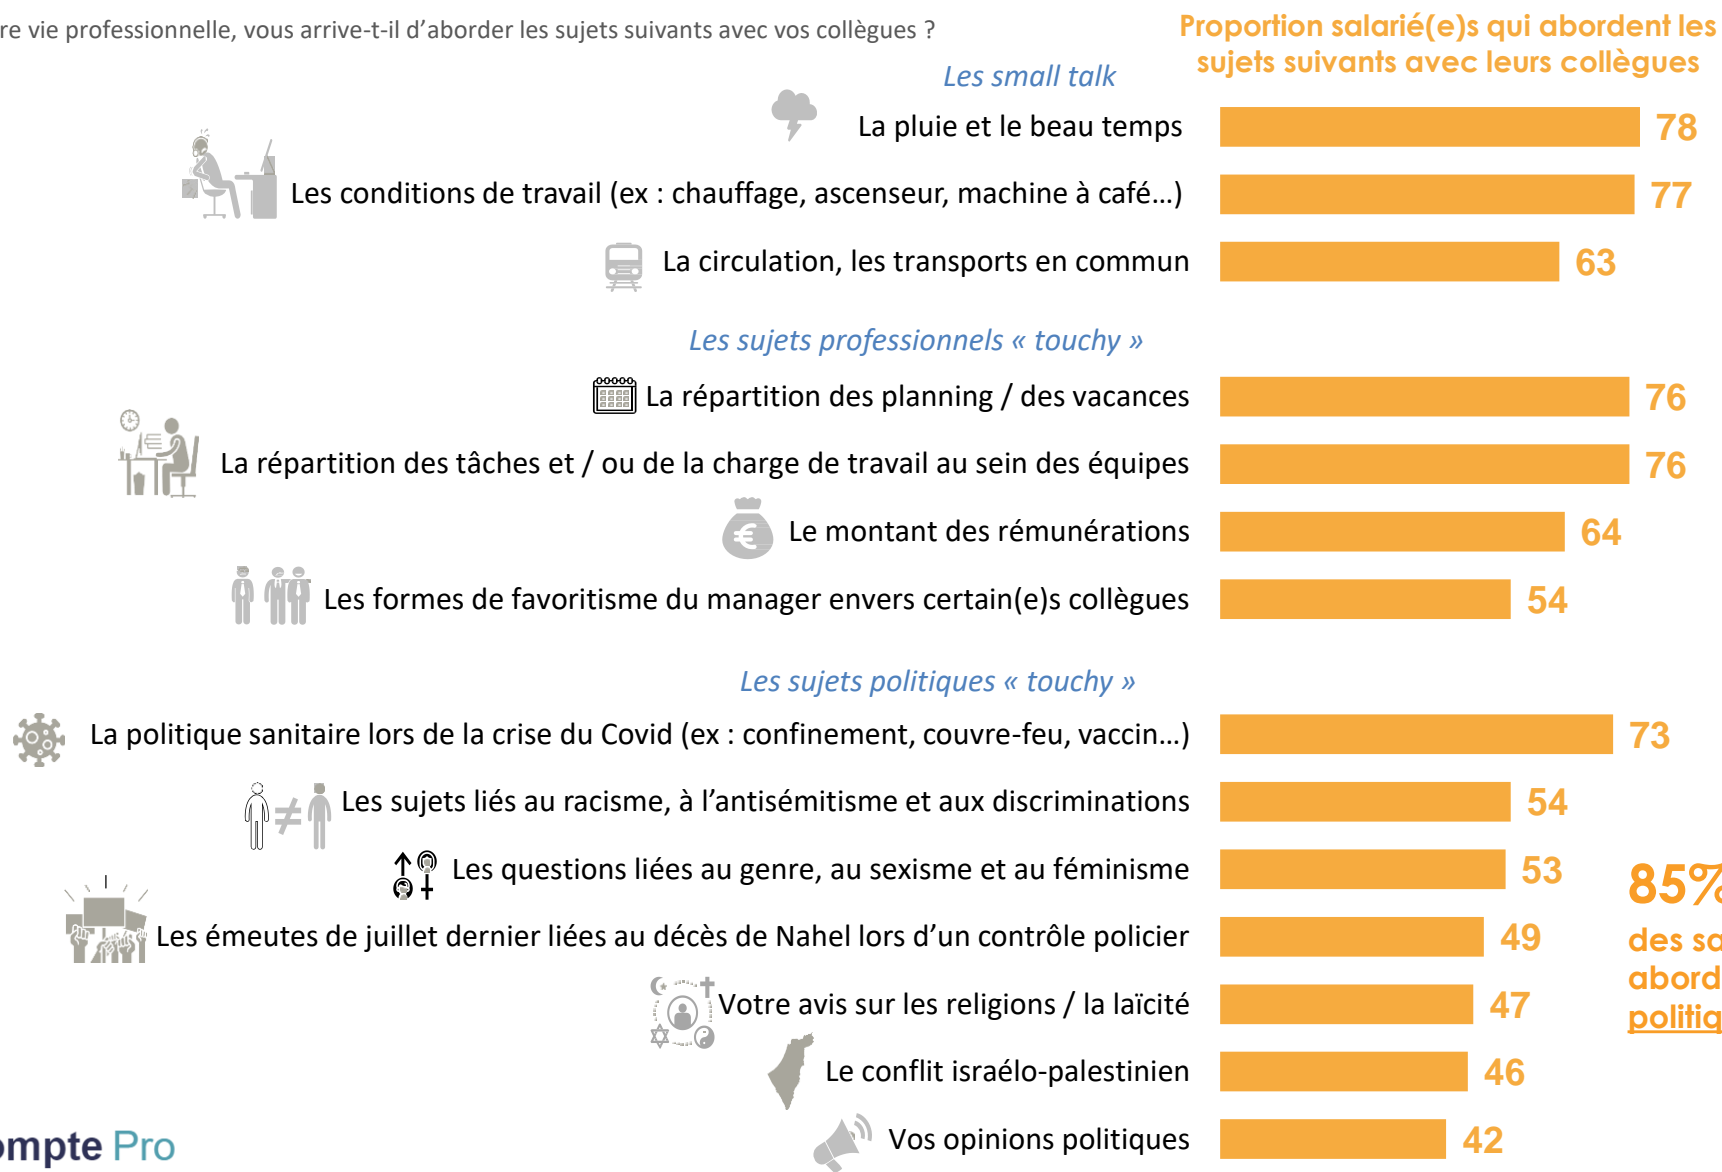 vie professionnelle, vous arrive-t-il d’aborder les sujets suivants avec vos collègues ?
Proportion salarié(e)s qui abordent les
sujets suivants avec leurs collègues
Les small talk
La pluie et le beau temps 78
Les conditions de travail (ex : chauffage, ascenseur, machine à café…) 77
La circulation, les transports en commun 63
Les sujets professionnels « touchy »
La répartition des planning / des vacances 76
La répartition des tâches et / ou de la charge de travail au sein des équipes 76
Le montant des rémunérations 64
Les formes de favoritisme du manager envers certain(e)s collègues 54
Les sujets politiques « touchy »
La politique sanitaire lors de la crise du Covid (ex : confinement, couvre-feu, vaccin…) 73
Les sujets liés au racisme, à l’antisémitisme et aux discriminations 54
Les questions liées au genre, au sexisme et au féminisme 53
Les émeutes de juillet dernier liées au décès de Nahel lors d’un contrôle policier 49
Votre avis sur les religions / la laïcité 47
Le conflit israélo-palestinien 46
Vos opinions politiques 42
85%
des
Pro